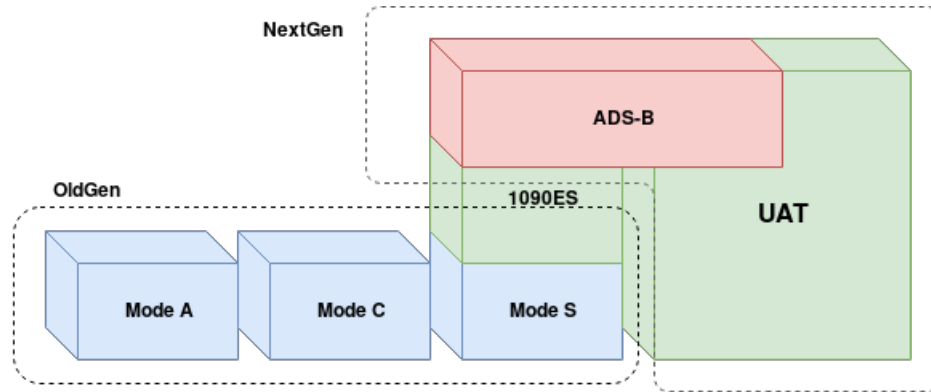 NextGen
ADS-B
OldGen
1090ES
UAT
Mode A
Mode C
Mode S